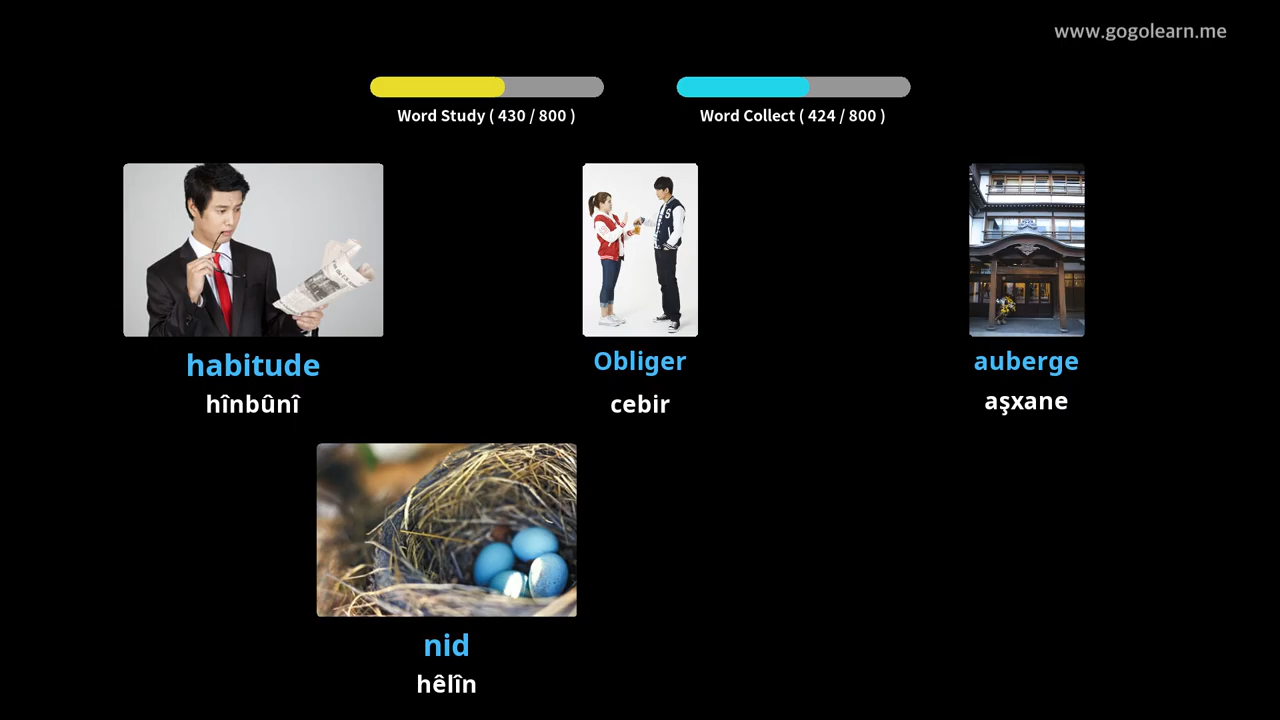 www.gogolearn.me
Word Study ( 430 / 800 )
Word Collect ( 424 / 800 )
habitude
hînbûnî
Obliger
cebir
auberge
aşxane
nid
hêlîn